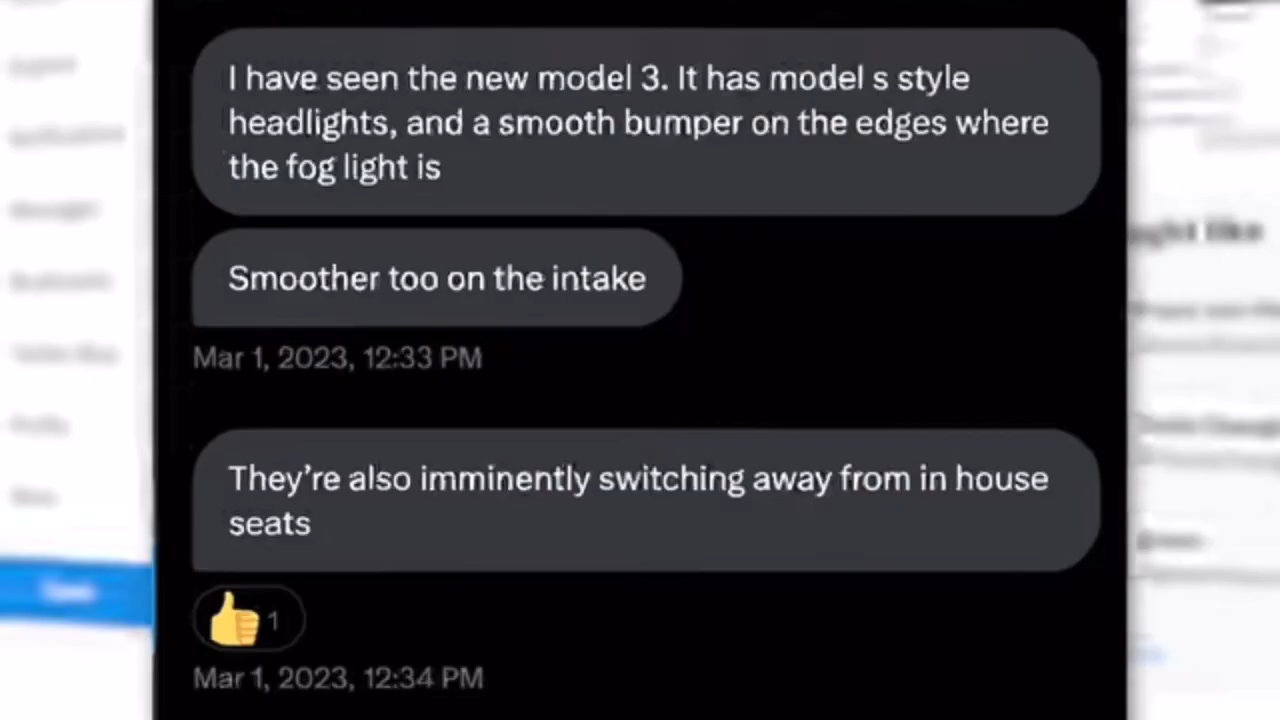 I have seen the new model 3. It has model s style
headlights, and a smooth bumper on the edges where
the fog light is
Smoother too on the intake
Mar 1, 2023, 12:33 PM
They’re also imminently switching away from in house
seats
👍 1
Mar 1, 2023, 12:34 PM